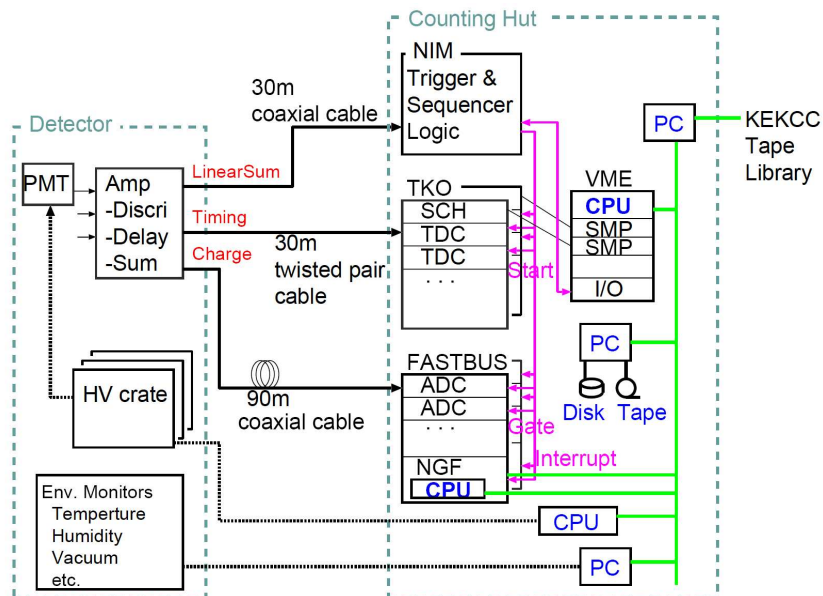 Counting Hut
NIM
Trigger &
Sequencer
Logic
30m
coaxial cable
Detector
PC
KEKCC
Tape
Library
PMT
Amp
-Discri
-Delay
-Sum
LinearSum
Timing
Charge
30m
twisted pair
cable
TKO
SCH
TDC
TDC
. . .
Start
VME
CPU
SMP
SMP
I/O
HV crate
90m
coaxial cable
FASTBUS
ADC
ADC
. . .
Gate
NGF
CPU
Interrupt
PC
Disk
Tape
Env. Monitors
Temperture
Humidity
Vacuum
etc.
CPU
PC